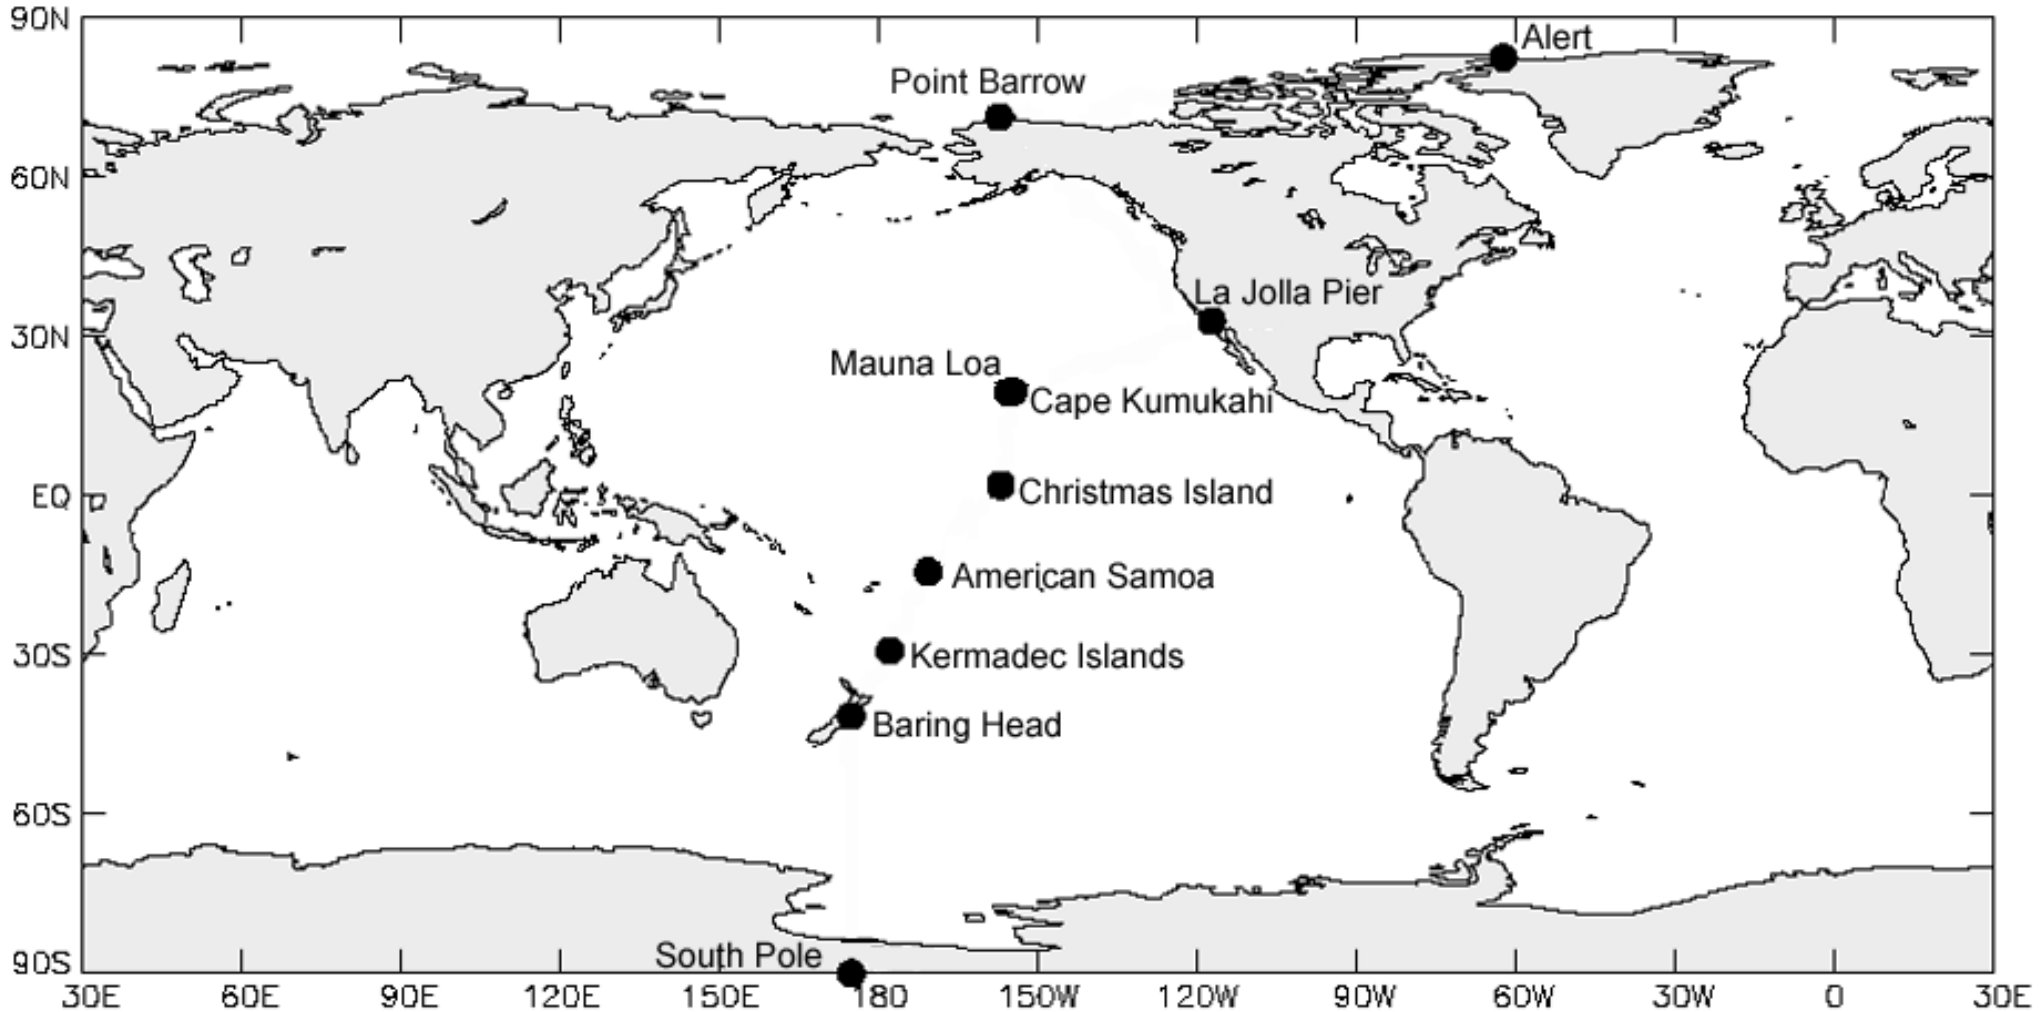 90N
Alert
Point Barrow
60N
La Jolla Pier
30N
Mauna Loa
Cape Kumukahi
EQ
Christmas Island
American Samoa
30S
Kermadec Islands
Baring Head
60S
South Pole
90S
30E 60E 90E 120E 150E 180 150W 120W 90W 60W 30W 0 30E